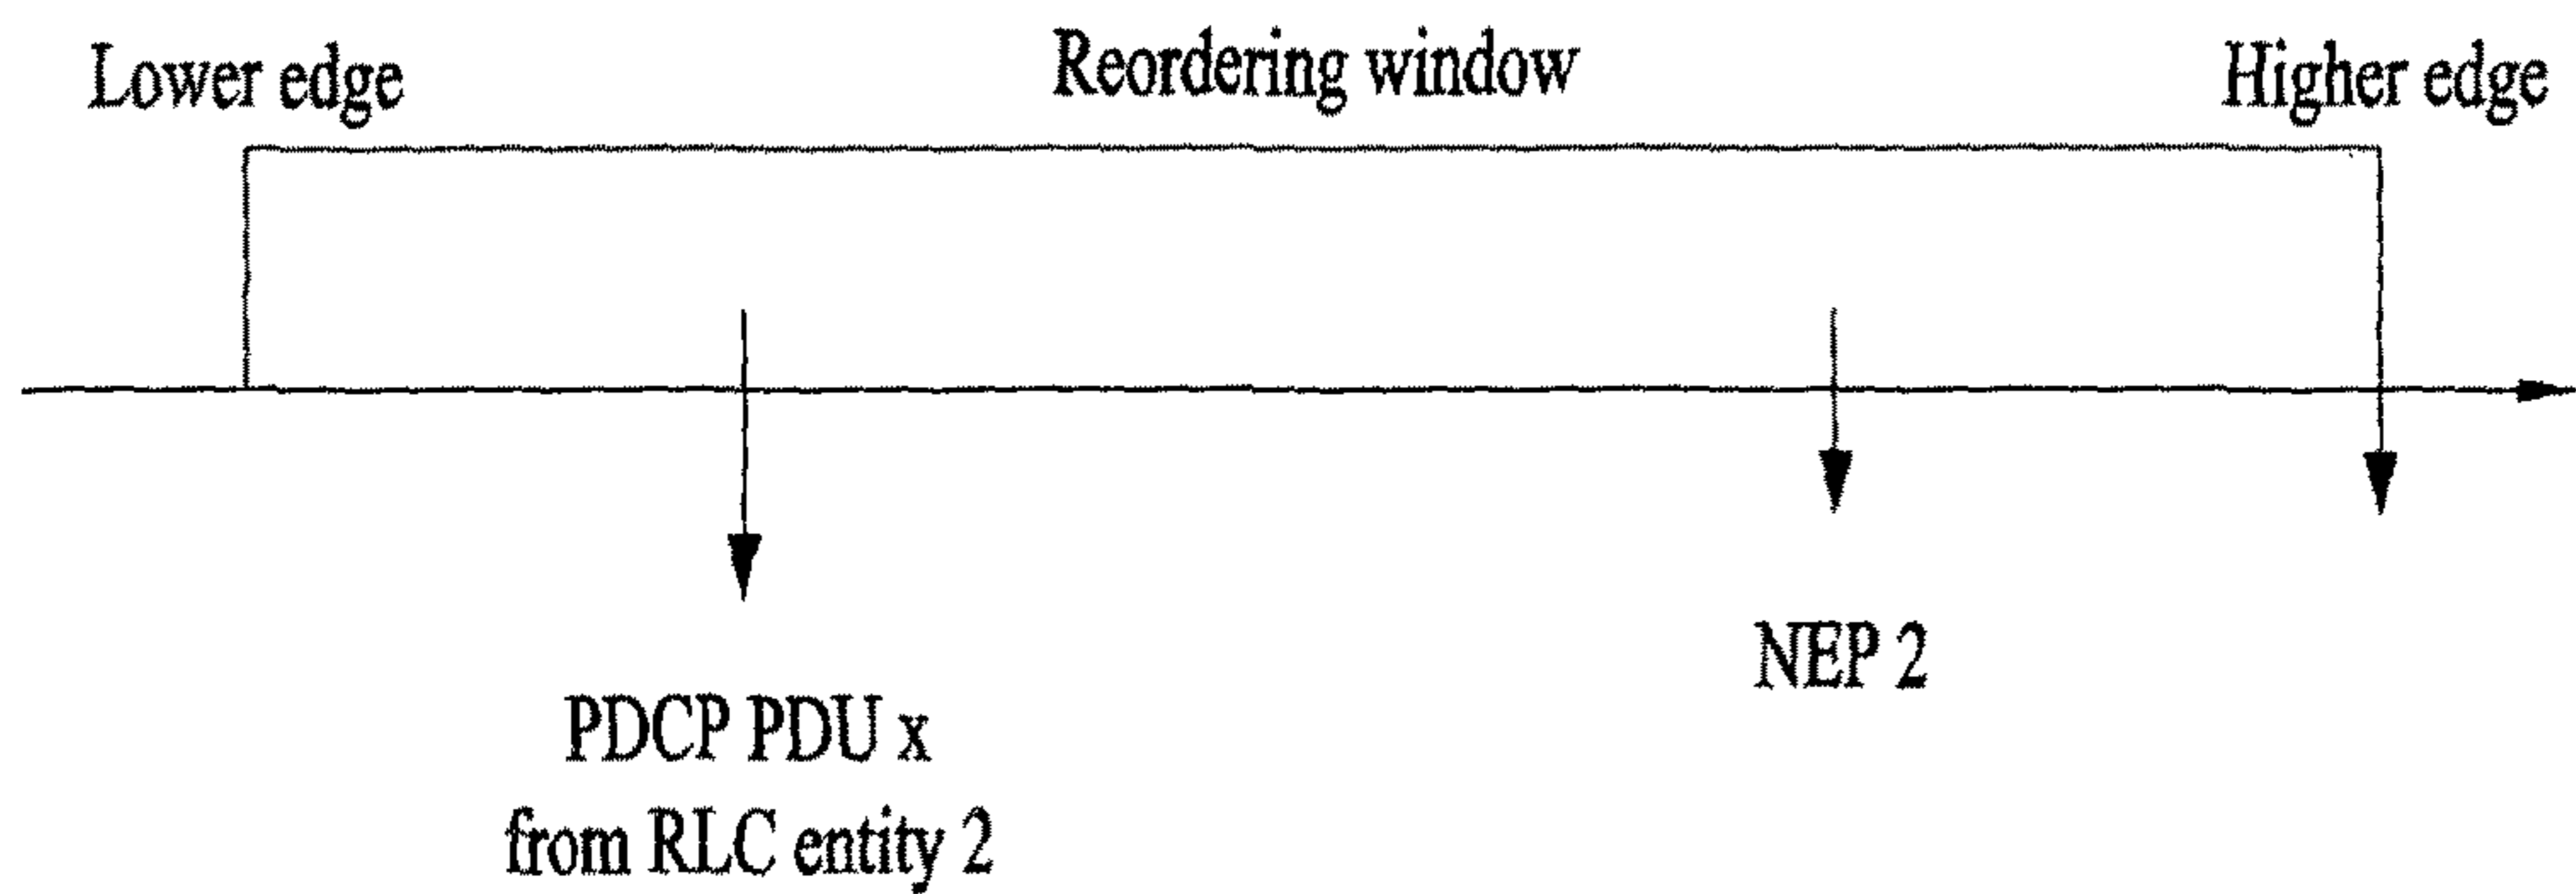 Lower edge
Reordering window
Higher edge
NEP 2
PDCP PDU x
from RLC entity 2